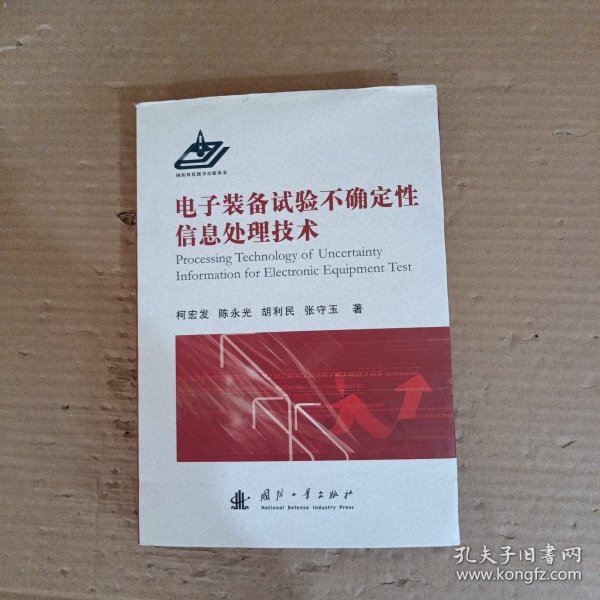 国防科技图书出版基金
电子装备试验不确定性
信息处理技术
Processing Technology of Uncertainty
Information for Electronic Equipment Test
柯宏发 陈永光 胡利民 张守玉 著
国防工业出版社
National Defense Industry Press
孔夫子旧书网
www.kongfz.com